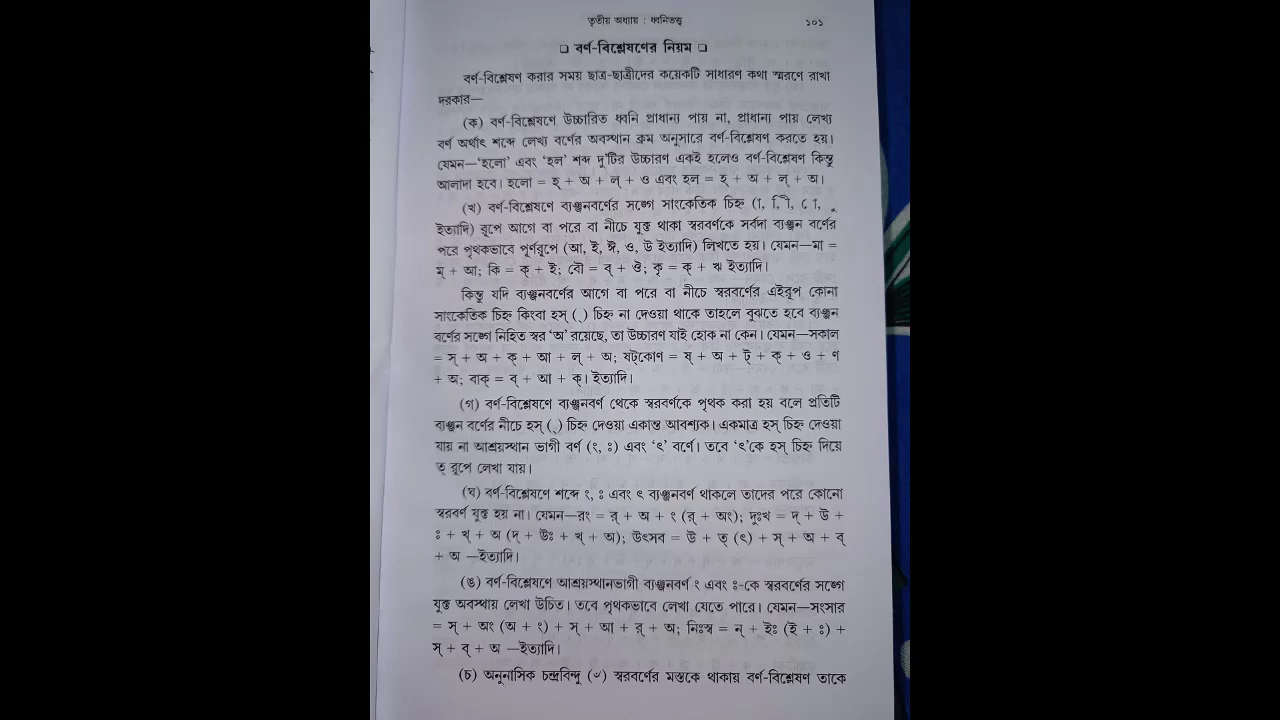 তৃতীয় অধ্যায় : ধ্বনিতত্ত্ব ১০১
❑ বর্ণ-বিশ্লেষণের নিয়ম ❑
বর্ণ-বিশ্লেষণ করার সময় ছাত্র-ছাত্রীদের কয়েকটি সাধারণ কথা স্মরণে রাখা
দরকার—
(ক) বর্ণ-বিশ্লেষণে উচ্চারিত ধ্বনি প্রাধান্য পায় না, প্রাধান্য পায় লেখ্য
বর্ণ অর্থাৎ শব্দে লেখ্য বর্ণের অবস্থান ক্রম অনুসারে বর্ণ-বিশ্লেষণ করতে হয়।
যেমন—‘হলো’ এবং ‘হল’ শব্দ দু’টির উচ্চারণ একই হলেও বর্ণ-বিশ্লেষণ কিন্তু
আলাদা হবে। হলো = হ্ + অ + ল্ + ও এবং হল = হ্ + অ + ল্ + অ।
(খ) বর্ণ-বিশ্লেষণে ব্যঞ্জনবর্ণের সঙ্গে সাংকেতিক চিহ্ন (া, ি, ী, ো, ৃ
ইত্যাদি) রূপে আগে বা পরে বা নীচে যুক্ত থাকা স্বরবর্ণকে সর্বদা ব্যঞ্জন বর্ণের
পরে পৃথকভাবে পূর্ণরূপে (আ, ই, ঈ, ও, উ ইত্যাদি) লিখতে হয়। যেমন—মা =
ম্ + আ; কি = ক্ + ই; বৌ = ব্ + ঔ; কৃ = ক্ + ঋ ইত্যাদি।
কিন্তু যদি ব্যঞ্জনবর্ণের আগে বা পরে বা নীচে স্বরবর্ণের এইরূপ কোনা
সাংকেতিক চিহ্ন কিংবা হস্ (্) চিহ্ন না দেওয়া থাকে তাহলে বুঝতে হবে ব্যঞ্জন
বর্ণের সঙ্গে নিহিত স্বর ‘অ’ রয়েছে, তা উচ্চারণ যাই হোক না কেন। যেমন—সকাল
= স্ + অ + ক্ + আ + ল্ + অ; ষট্‌কোণ = ষ্ + অ + ট্ + ক্ + ও + ণ
+ অ; বাক্ = ব্ + আ + ক্। ইত্যাদি।
(গ) বর্ণ-বিশ্লেষণে ব্যঞ্জনবর্ণ থেকে স্বরবর্ণকে পৃথক করা হয় বলে প্রতিটি
ব্যঞ্জন বর্ণের নীচে হস্ (্) চিহ্ন দেওয়া একান্ত আবশ্যক। একমাত্র হস্ চিহ্ন দেওয়া
যায় না আশ্রয়স্থান ভাগী বর্ণ (ং, ঃ) এবং ‘ৎ’ বর্ণে। তবে ‘ৎ’কে হস্ চিহ্ন দিয়ে
ত্ রূপে লেখা যায়।
(ঘ) বর্ণ-বিশ্লেষণে শব্দে ং, ঃ এবং ৎ ব্যঞ্জনবর্ণ থাকলে তাদের পরে কোনো
স্বরবর্ণ যুক্ত হয় না। যেমন—রং = র্ + অ + ং (র্ + অং); দুঃখ = দ্ + উ +
ঃ + খ্ + অ (দ্ + উঃ + খ্ + অ); উৎসব = উ + ত্ (ৎ) + স্ + অ + ব্
+ অ —ইত্যাদি।
(ঙ) বর্ণ-বিশ্লেষণে আশ্রয়স্থানভাগী ব্যঞ্জনবর্ণ ং এবং ঃ-কে স্বরবর্ণের সঙ্গে
যুক্ত অবস্থায় লেখা উচিত। তবে পৃথকভাবে লেখা যেতে পারে। যেমন—সংসার
= স্ + অং (অ + ং) + স্ + আ + র্ + অ; নিঃস্ব = ন্ + ইঃ (ই + ঃ) +
স্ + ব্ + অ —ইত্যাদি।
(চ) অনুনাসিক চন্দ্রবিন্দু (ঁ) স্বরবর্ণের মস্তকে থাকায় বর্ণ-বিশ্লেষণ তাকে